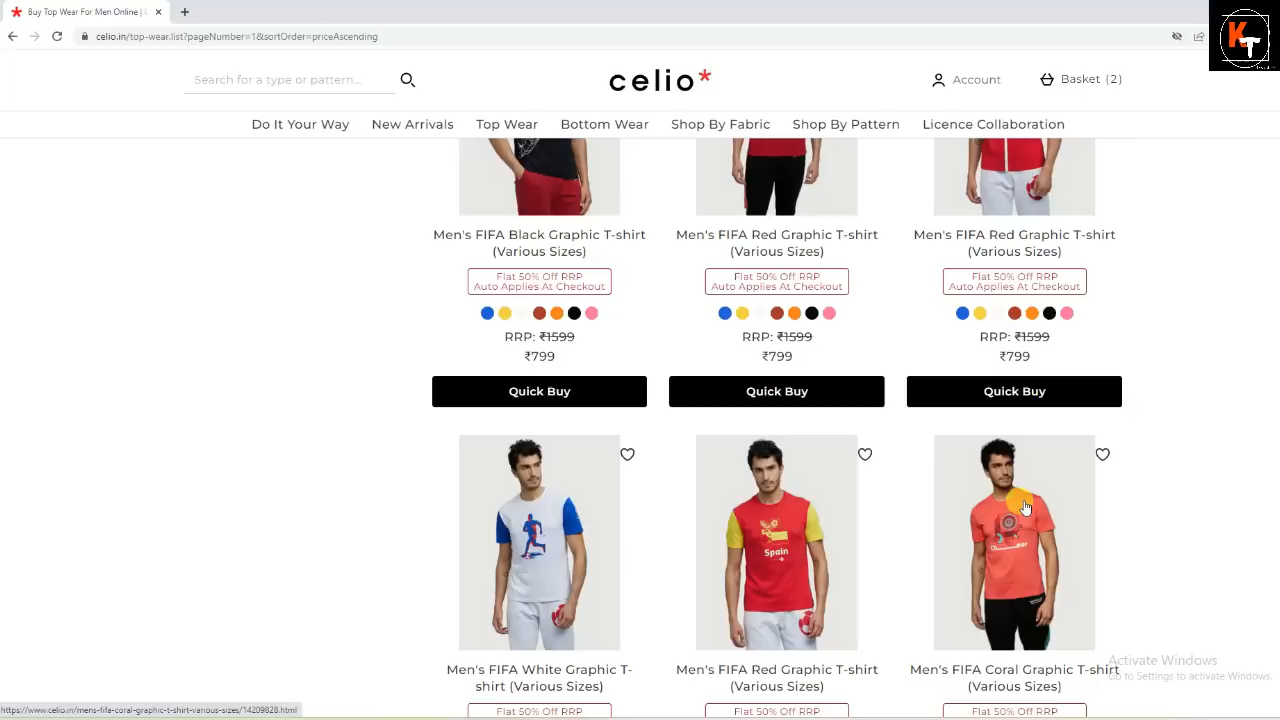 Buy Top Wear For Men Online |
celio.in/top-wear.list?pageNumber=1&sortOrder=priceAscending
KT
Search for a type or pattern...
celio*
Account
Basket (2)
Do It Your Way
New Arrivals
Top Wear
Bottom Wear
Shop By Fabric
Shop By Pattern
Licence Collaboration
Men's FIFA Black Graphic T-shirt
(Various Sizes)
Flat 50% Off RRP
Auto Applies At Checkout
RRP: ₹1599
₹799
Quick Buy
Men's FIFA Red Graphic T-shirt
(Various Sizes)
Flat 50% Off RRP
Auto Applies At Checkout
RRP: ₹1599
₹799
Quick Buy
Men's FIFA Red Graphic T-shirt
(Various Sizes)
Flat 50% Off RRP
Auto Applies At Checkout
RRP: ₹1599
₹799
Quick Buy
Men's FIFA White Graphic T-
shirt (Various Sizes)
Flat 50% Off RRP
Spain
Men's FIFA Red Graphic T-shirt
(Various Sizes)
Flat 50% Off RRP
Men's FIFA Coral Graphic T-shirt
(Various Sizes)
Flat 50% Off RRP
Activate Windows
Go to Settings to activate Windows.
https://www.celio.in/mens-fifa-coral-graphic-t-shirt-various-sizes/14209828.html